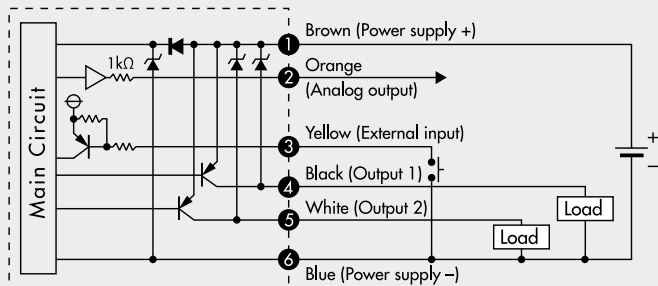 Main Circuit
1kΩ
1 Brown (Power supply +)
2 Orange
(Analog output)
3 Yellow (External input)
4 Black (Output 1)
5 White (Output 2)
6 Blue (Power supply −)
Load
Load
+
−